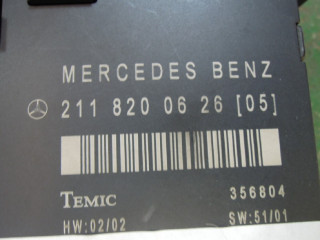 MERCEDES BENZ
211 820 06 26 [05]
TEMIC 356804
HW:02/02 SW:51/01